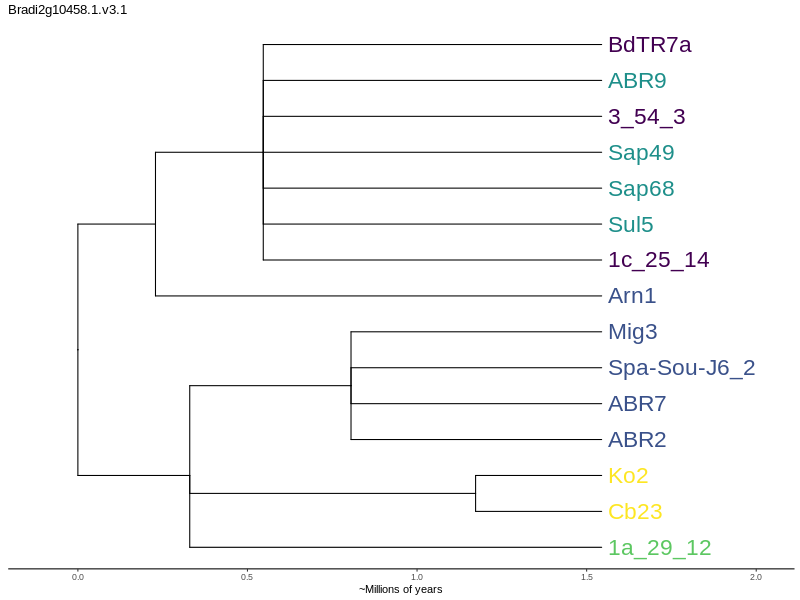 Bradi2g10458.1.v3.1
BdTR7a
ABR9
3_54_3
Sap49
Sap68
Sul5
1c_25_14
Arn1
Mig3
Spa-Sou-J6_2
ABR7
ABR2
Ko2
Cb23
1a_29_12
0.0 0.5 1.0 1.5 2.0
~Millions of years